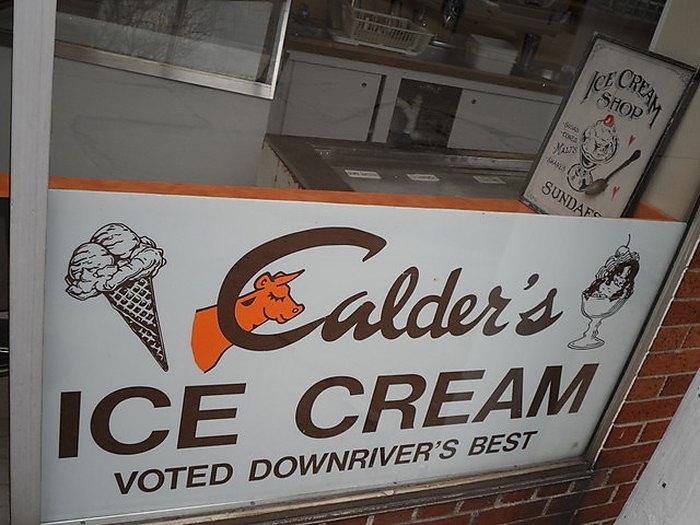 ICE CREAM
SHOP
MALTS
SUNDAES
Calder's
ICE CREAM
VOTED DOWNRIVER'S BEST